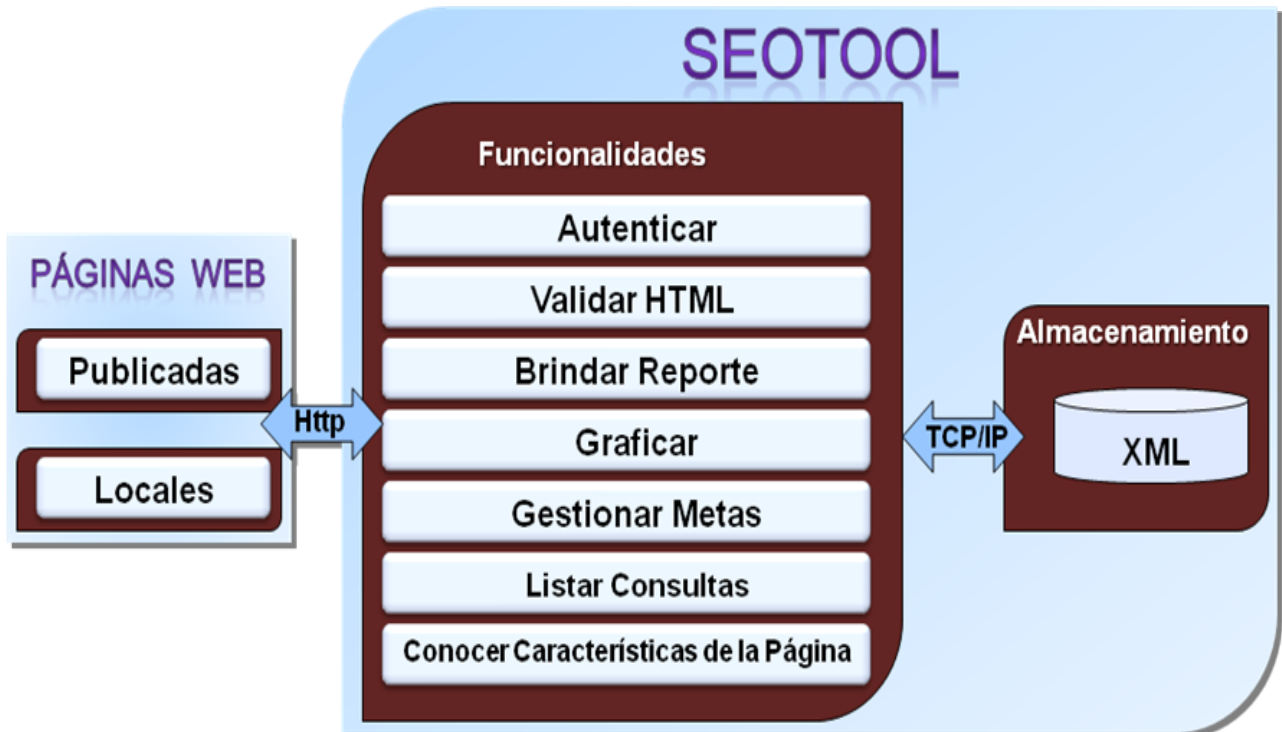 SEOTOOL
PÁGINAS WEB
Publicadas
Locales
Http
Funcionalidades
Autenticar
Validar HTML
Brindar Reporte
Graficar
Gestionar Metas
Listar Consultas
Conocer Características de la Página
TCP/IP
Almacenamiento
XML